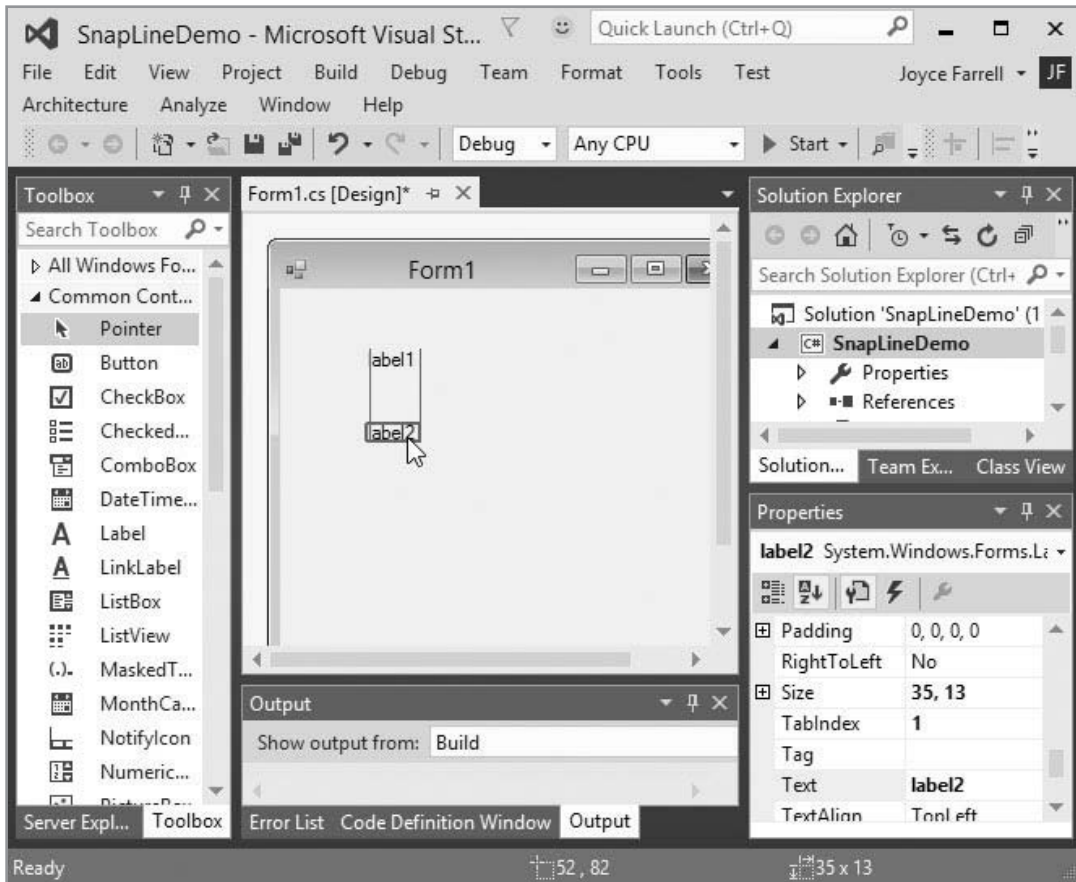 SnapLineDemo - Microsoft Visual St...
Quick Launch (Ctrl+Q)
File Edit View Project Build Debug Team Format Tools Test
Joyce Farrell JF
Architecture Analyze Window Help
Debug Any CPU Start
Toolbox
Search Toolbox
All Windows Fo...
Common Cont...
Pointer
Button
CheckBox
Checked...
ComboBox
DateTime...
Label
LinkLabel
ListBox
ListView
MaskedT...
MonthCa...
NotifyIcon
Numeric...
PictureBox
Server Expl... Toolbox
Form1.cs [Design]*
Form1
label1
label2
Output
Show output from: Build
Error List Code Definition Window Output
Solution Explorer
Search Solution Explorer (Ctrl+
Solution 'SnapLineDemo' (1
C# SnapLineDemo
Properties
References
Solution... Team Ex... Class View
Properties
label2 System.Windows.Forms.La
Padding 0, 0, 0, 0
RightToLeft No
Size 35, 13
TabIndex 1
Tag
Text label2
TextAlign TopLeft
Ready 52 , 82 35 x 13